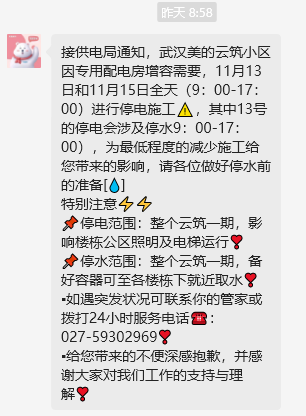 昨天 8:58
接供电局通知，武汉美的云筑小区
因专用配电房增容需要，11月13
日和11月15日全天（9：00-17：
00）进行停电施工⚠️，其中13号
的停电会涉及停水9：00-17：
00），为最低程度的减少施工给
您带来的影响，请各位做好停水前
的准备[💧]
特别注意⚡⚡
📌停电范围：整个云筑一期，影
响楼栋公区照明及电梯运行❣️
📌停水范围：整个云筑一期，备
好容器可至各楼栋下就近取水❣️
▪如遇突发状况可联系你的管家或
拨打24小时服务电话☎️：
027-59302969❣️
▪给您带来的不便深感抱歉，并感
谢大家对我们工作的支持与理
解❣️